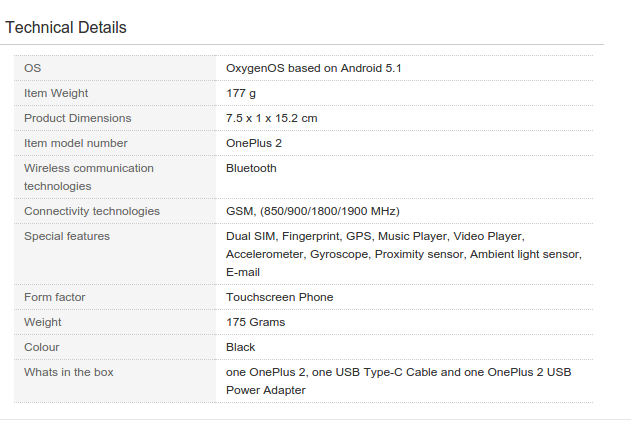 Technical Details
OS OxygenOS based on Android 5.1
Item Weight 177 g
Product Dimensions 7.5 x 1 x 15.2 cm
Item model number OnePlus 2
Wireless communication technologies Bluetooth
Connectivity technologies GSM, (850/900/1800/1900 MHz)
Special features Dual SIM, Fingerprint, GPS, Music Player, Video Player,
Accelerometer, Gyroscope, Proximity sensor, Ambient light sensor,
E-mail
Form factor Touchscreen Phone
Weight 175 Grams
Colour Black
Whats in the box one OnePlus 2, one USB Type-C Cable and one OnePlus 2 USB
Power Adapter